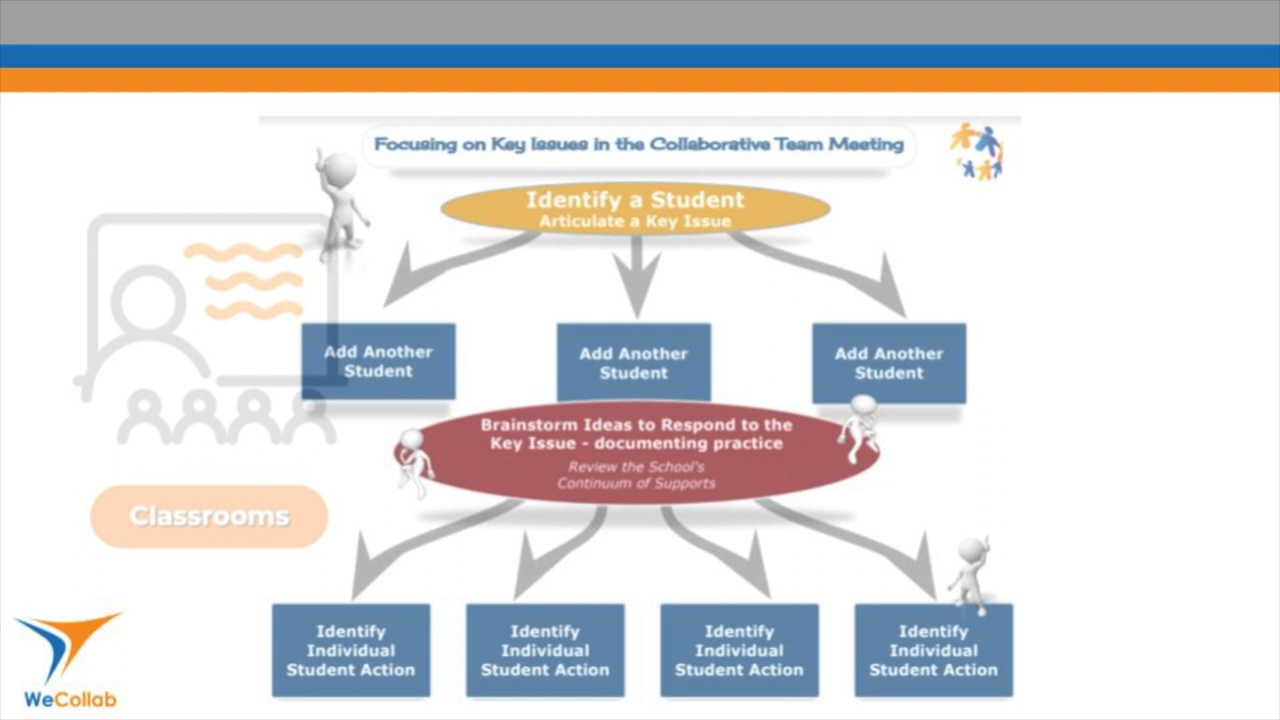 Focusing on Key Issues in the Collaborative Team Meeting
Identify a Student
Articulate a Key Issue
Add Another
Student
Add Another
Student
Add Another
Student
Brainstorm Ideas to Respond to the
Key Issue - documenting practice
Review the School's
Continuum of Supports
Classrooms
Identify
Individual
Student Action
Identify
Individual
Student Action
Identify
Individual
Student Action
Identify
Individual
Student Action
WeCollab